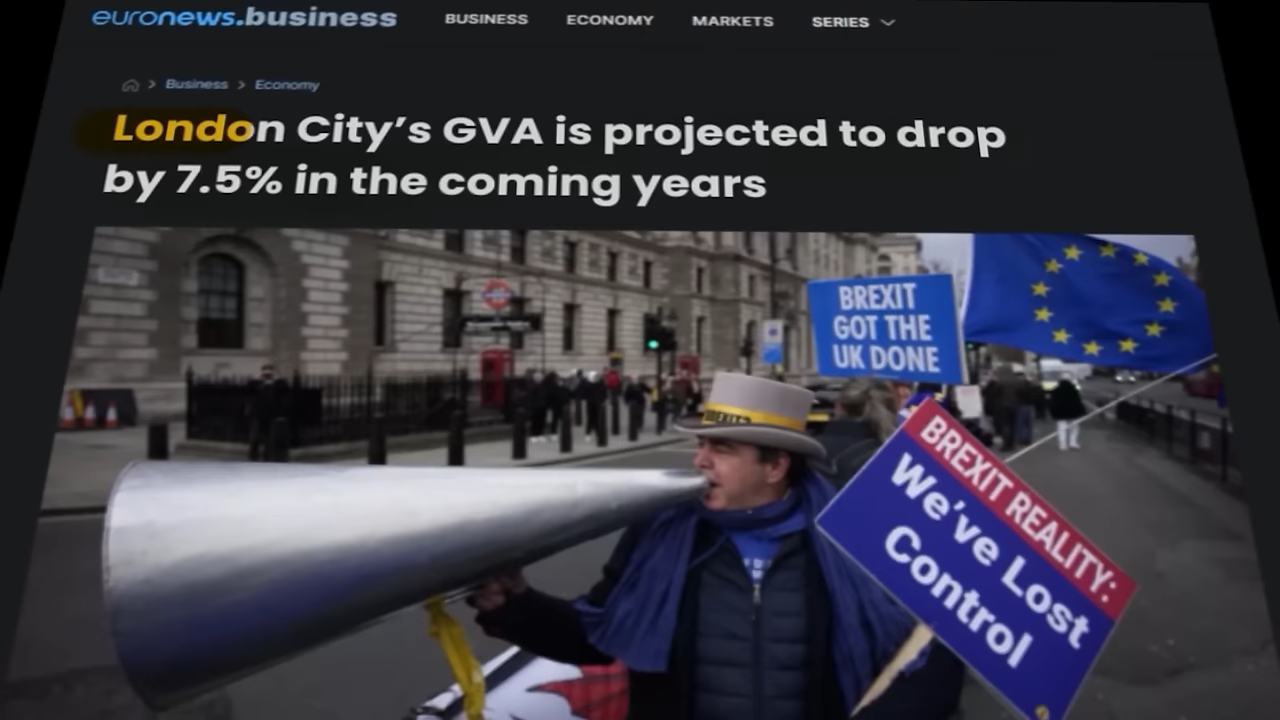 euronews.business
BUSINESS ECONOMY MARKETS SERIES
Business > Economy
London City's GVA is projected to drop
by 7.5% in the coming years
BREXIT
GOT THE
UK DONE
BREXIT REALITY:
We've Lost
Control